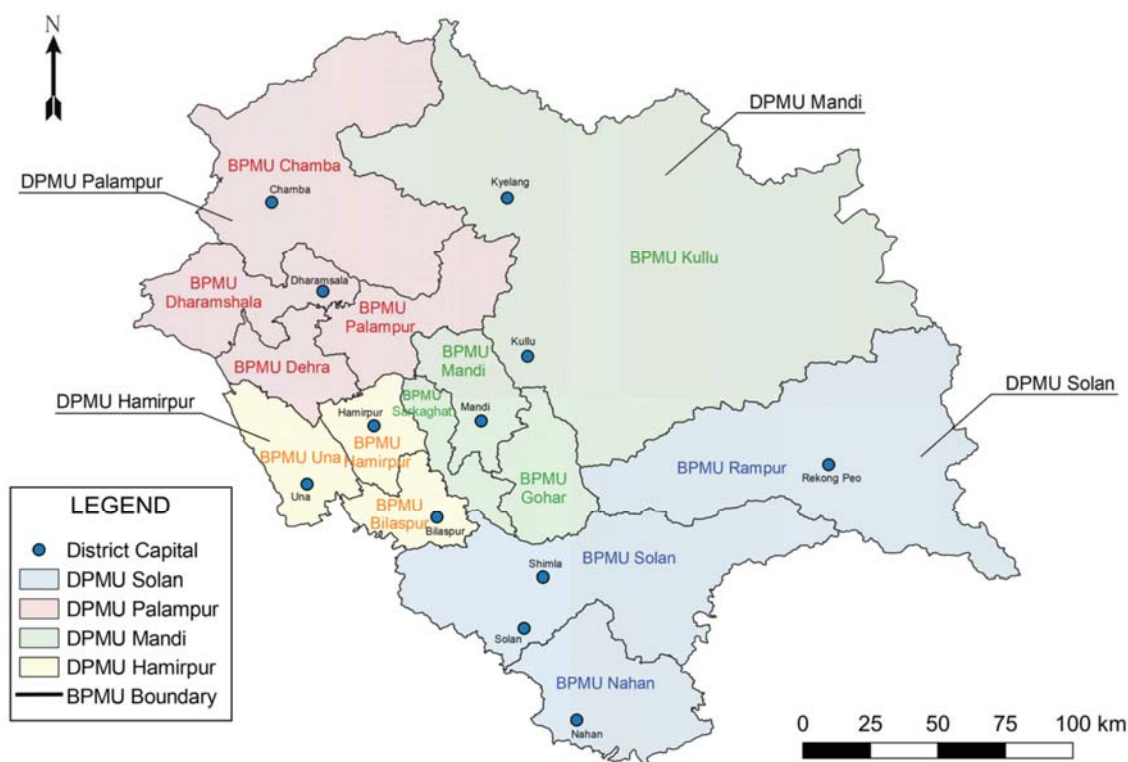 N
DPMU Mandi
BPMU Chamba
DPMU Palampur
Chamba
Kyelang
BPMU Kullu
BPMU
Dharamshala
Dharamsala
BPMU
Palampur
Kullu
BPMU
Mandi
BPMU Dehra
BPMU
Sarkaghat
DPMU Solan
DPMU Hamirpur
Hamirpur
Mandi
BPMU Una
BPMU
Hamirpur
BPMU Rampur
Rekong Peo
BPMU
Gohar
Una
BPMU
Bilaspur
Bilaspur
LEGEND
District Capital
DPMU Solan
DPMU Palampur
DPMU Mandi
DPMU Hamirpur
BPMU Boundary
BPMU Solan
Shimla
Solan
BPMU Nahan
Nahan
0 25 50 75 100 km